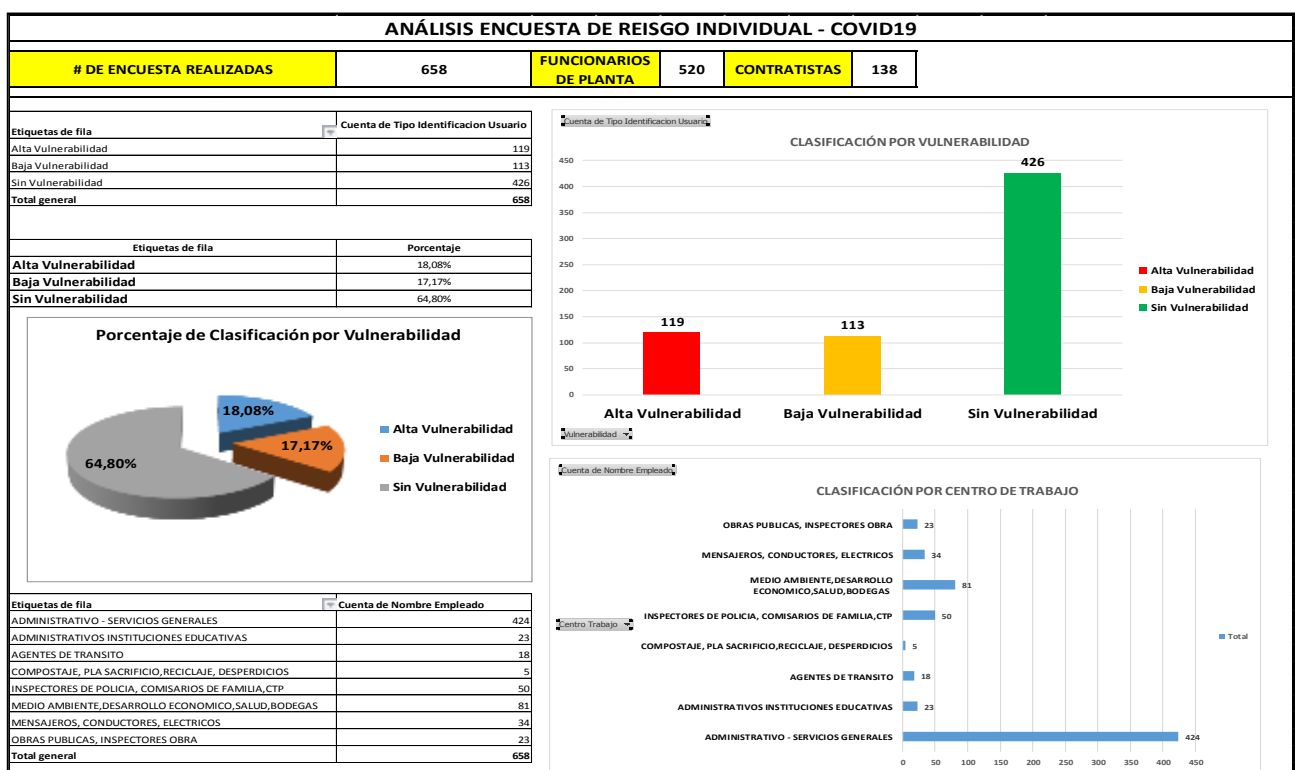 ANÁLISIS ENCUESTA DE REISGO INDIVIDUAL - COVID19
# DE ENCUESTA REALIZADAS 658 FUNCIONARIOS DE PLANTA 520 CONTRATISTAS 138
Etiquetas de fila Cuenta de Tipo Identificacion Usuario
Alta Vulnerabilidad 119
Baja Vulnerabilidad 113
Sin Vulnerabilidad 426
Total general 658
Etiquetas de fila Porcentaje
Alta Vulnerabilidad 18,08%
Baja Vulnerabilidad 17,17%
Sin Vulnerabilidad 64,80%
Porcentaje de Clasificación por Vulnerabilidad
18,08%
17,17%
64,80%
Alta Vulnerabilidad
Baja Vulnerabilidad
Sin Vulnerabilidad
Etiquetas de fila Cuenta de Nombre Empleado
ADMINISTRATIVO - SERVICIOS GENERALES 424
ADMINISTRATIVOS INSTITUCIONES EDUCATIVAS 23
AGENTES DE TRANSITO 18
COMPOSTAJE, PLA SACRIFICIO,RECICLAJE, DESPERDICIOS 5
INSPECTORES DE POLICIA, COMISARIOS DE FAMILIA,CTP 50
MEDIO AMBIENTE,DESARROLLO ECONOMICO,SALUD,BODEGAS 81
MENSAJEROS, CONDUCTORES, ELECTRICOS 34
OBRAS PUBLICAS, INSPECTORES OBRA 23
Total general 658
Cuenta de Tipo Identificacion Usuario
CLASIFICACIÓN POR VULNERABILIDAD
450
400
350
300
250
200
150
100
50
0
119
113
426
Alta Vulnerabilidad Baja Vulnerabilidad Sin Vulnerabilidad
Alta Vulnerabilidad
Baja Vulnerabilidad
Sin Vulnerabilidad
Vulnerabilidad
Cuenta de Nombre Empleado
CLASIFICACIÓN POR CENTRO DE TRABAJO
OBRAS PUBLICAS, INSPECTORES OBRA 23
MENSAJEROS, CONDUCTORES, ELECTRICOS 34
MEDIO AMBIENTE,DESARROLLO
ECONOMICO,SALUD,BODEGAS 81
INSPECTORES DE POLICIA, COMISARIOS DE FAMILIA,CTP 50
Centro Trabajo
COMPOSTAJE, PLA SACRIFICIO,RECICLAJE, DESPERDICIOS 5
AGENTES DE TRANSITO 18
ADMINISTRATIVOS INSTITUCIONES EDUCATIVAS 23
ADMINISTRATIVO - SERVICIOS GENERALES 424
0 50 100 150 200 250 300 350 400 450
Total